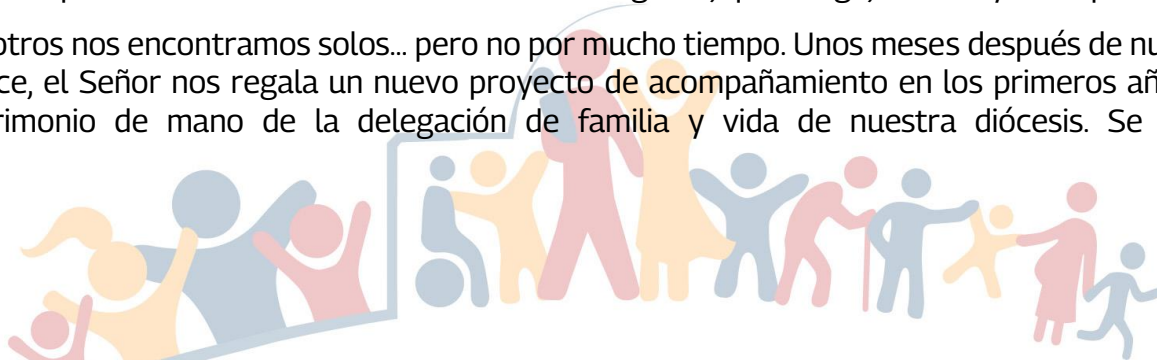 otros nos encontramos solos... pero no por mucho tiempo. Unos meses después de nu
ce, el Señor nos regala un nuevo proyecto de acompañamiento en los primeros añ
rimonio de mano de la delegación de familia y vida de nuestra diócesis. Se